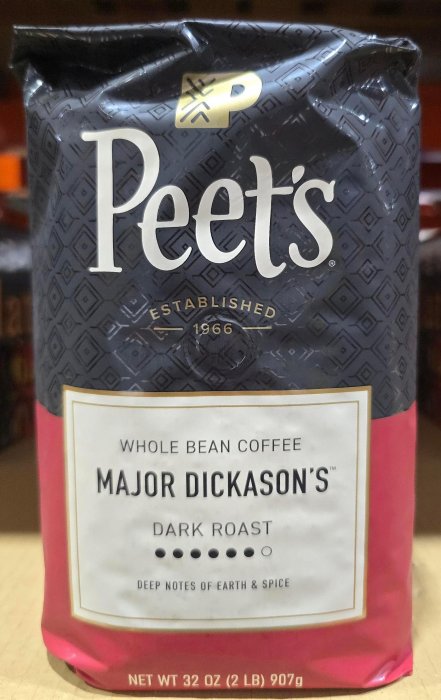 P
Peet's®
ESTABLISHED
1966
WHOLE BEAN COFFEE
MAJOR DICKASON'S™
DARK ROAST
DEEP NOTES OF EARTH & SPICE
NET WT 32 OZ (2 LB) 907g